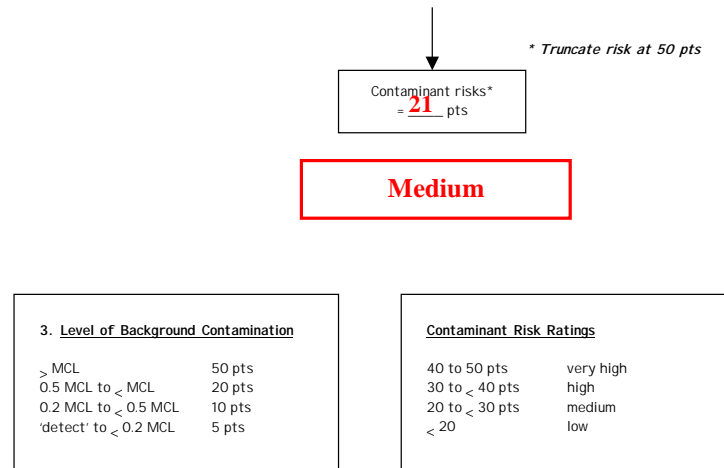 * Truncate risk at 50 pts
Contaminant risks*
= 21 pts
Medium
3. Level of Background Contamination
> MCL 50 pts
0.5 MCL to < MCL 20 pts
0.2 MCL to < 0.5 MCL 10 pts
‘detect’ to < 0.2 MCL 5 pts
Contaminant Risk Ratings
40 to 50 pts very high
30 to < 40 pts high
20 to < 30 pts medium
< 20 low